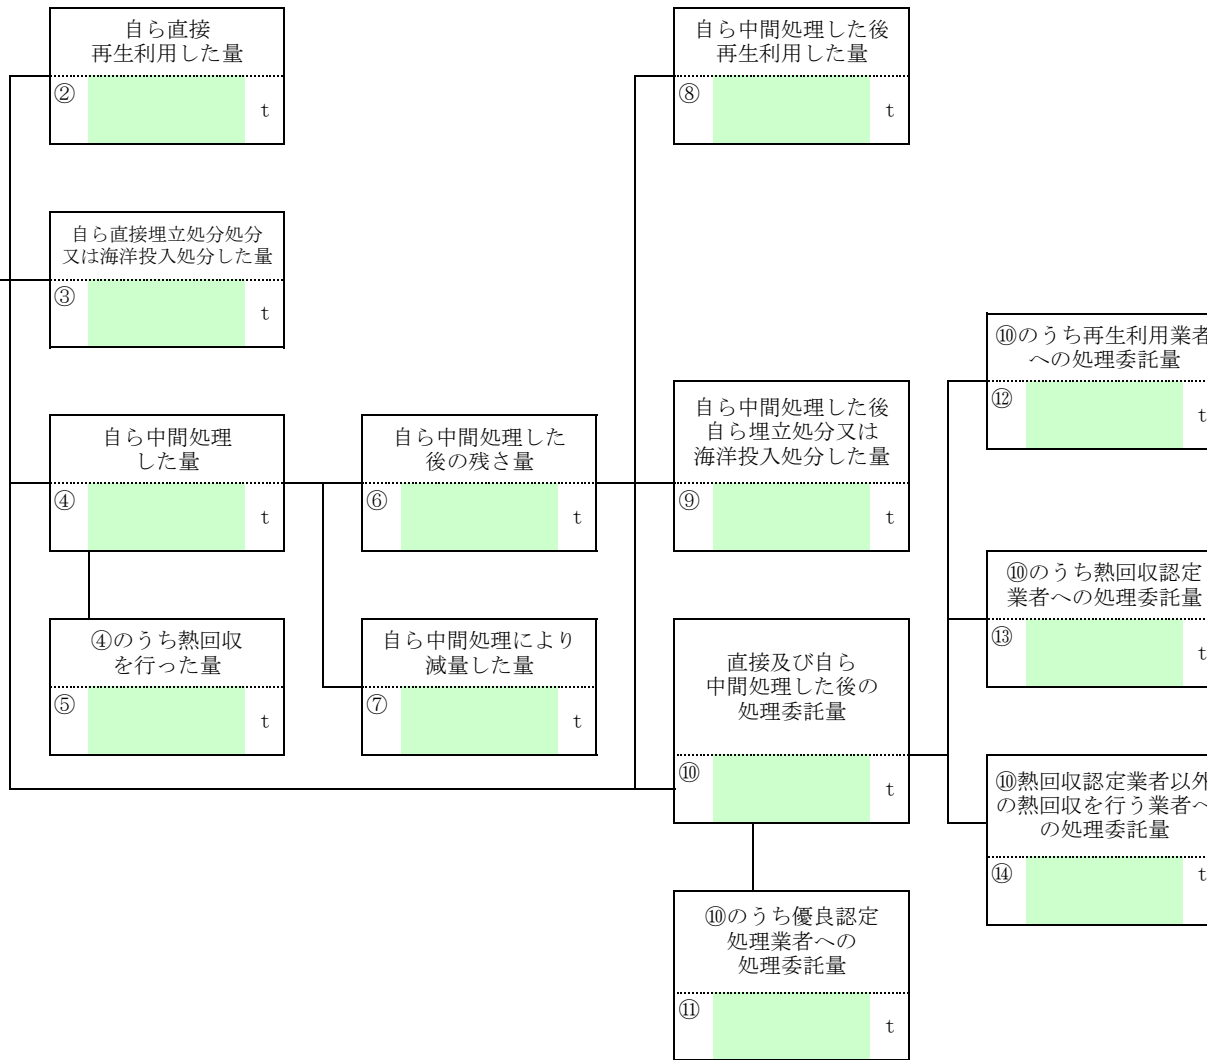 自ら直接
再生利用した量
②
t
自ら中間処理した後
再生利用した量
⑧
t
自ら直接埋立処分処分
又は海洋投入処分した量
③
t
⑩のうち再生利用業者
への処理委託量
⑫
t
自ら中間処理
した量
④
t
自ら中間処理した
後の残さ量
⑥
t
自ら中間処理した後
自ら埋立処分又は
海洋投入処分した量
⑨
t
⑩のうち熱回収認定
業者への処理委託量
⑬
t
④のうち熱回収
を行った量
⑤
t
自ら中間処理により
減量した量
⑦
t
直接及び自ら
中間処理した後の
処理委託量
⑩
t
⑩熱回収認定業者以外
の熱回収を行う業者へ
の処理委託量
⑭
t
⑩のうち優良認定
処理業者への
処理委託量
⑪
t